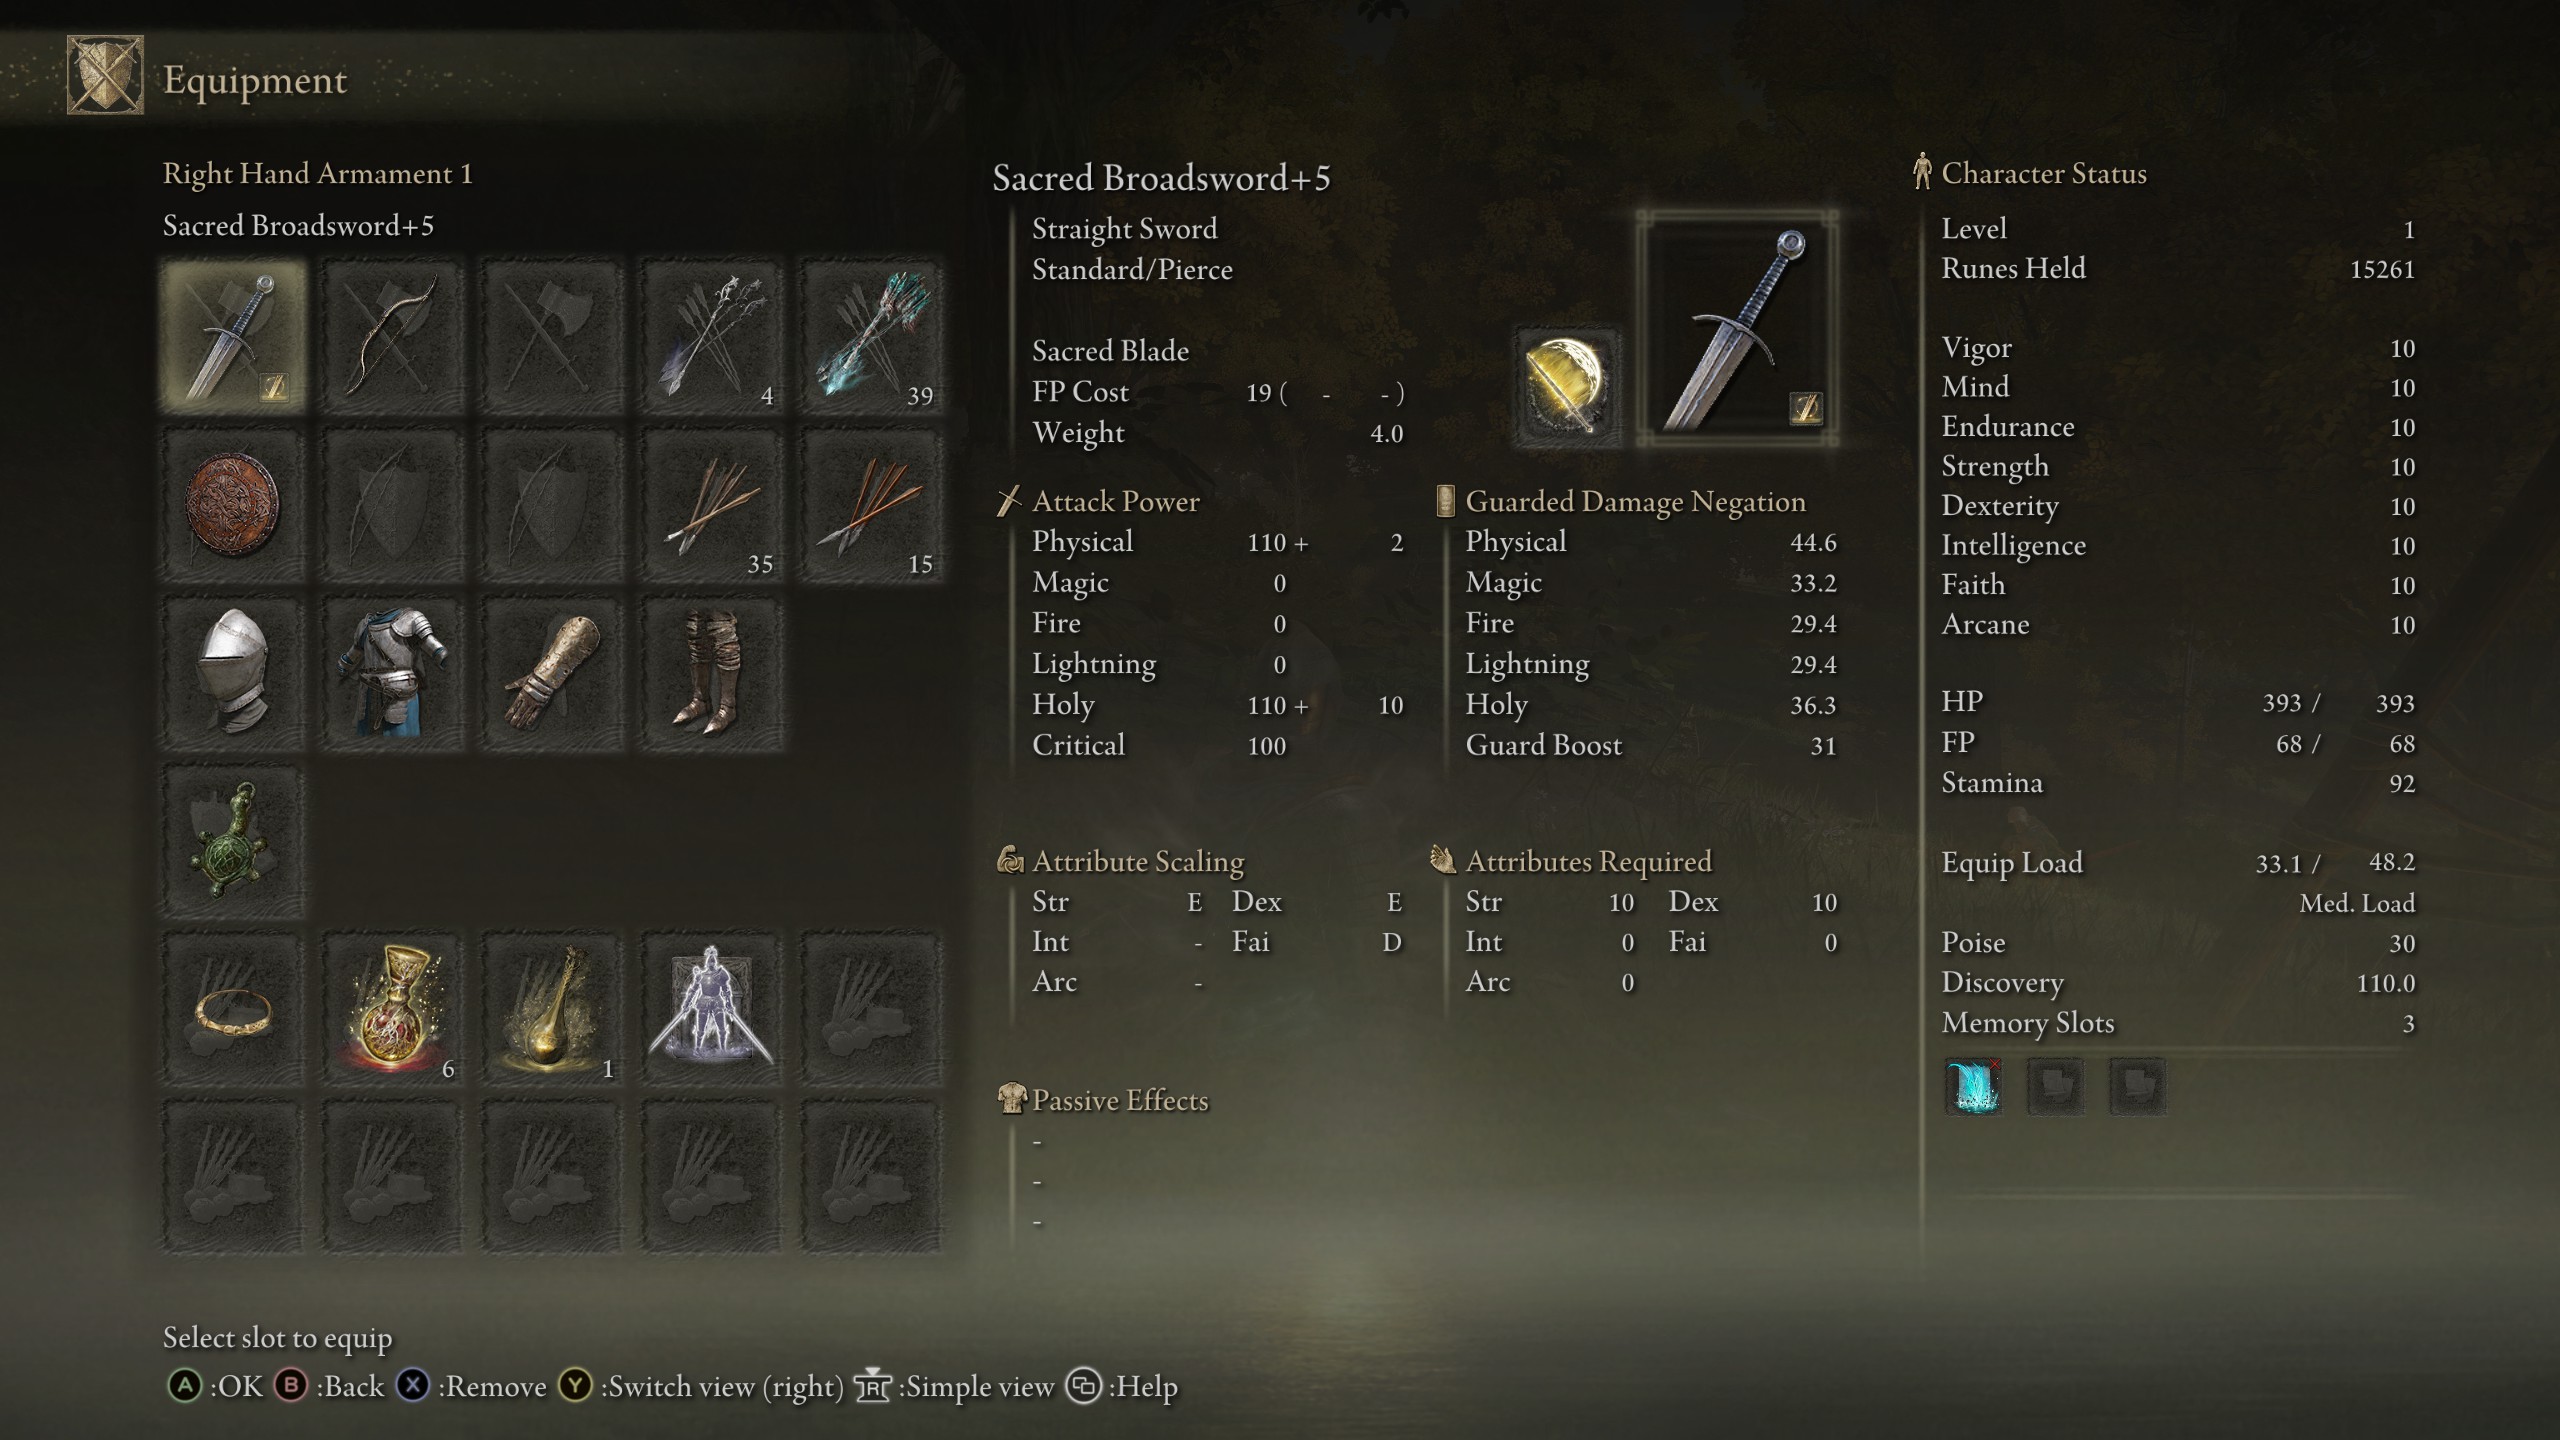 Equipment
Right Hand Armament 1
Sacred Broadsword+5
4
39
35
15
6
1
Select slot to equip
A :OK B :Back X :Remove Y :Switch view (right) R :Simple view :Help
Sacred Broadsword+5
Straight Sword
Standard/Pierce
Sacred Blade
FP Cost 19 ( - - )
Weight 4.0
Attack Power
Physical 110 + 2
Magic 0
Fire 0
Lightning 0
Holy 110 + 10
Critical 100
Guarded Damage Negation
Physical 44.6
Magic 33.2
Fire 29.4
Lightning 29.4
Holy 36.3
Guard Boost 31
Attribute Scaling
Str E Dex E
Int - Fai D
Arc -
Attributes Required
Str 10 Dex 10
Int 0 Fai 0
Arc 0
Passive Effects
-
-
-
Character Status
Level 1
Runes Held 15261
Vigor 10
Mind 10
Endurance 10
Strength 10
Dexterity 10
Intelligence 10
Faith 10
Arcane 10
HP 393 / 393
FP 68 / 68
Stamina 92
Equip Load 33.1 / 48.2
Med. Load
Poise 30
Discovery 110.0
Memory Slots 3